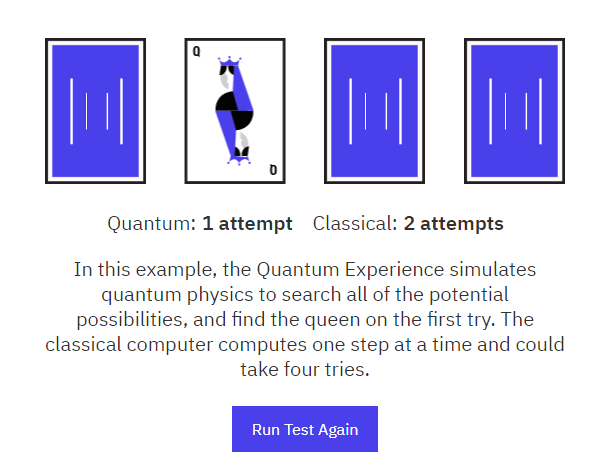 Q
Q
Quantum: 1 attempt Classical: 2 attempts
In this example, the Quantum Experience simulates
quantum physics to search all of the potential
possibilities, and find the queen on the first try. The
classical computer computes one step at a time and could
take four tries.
Run Test Again